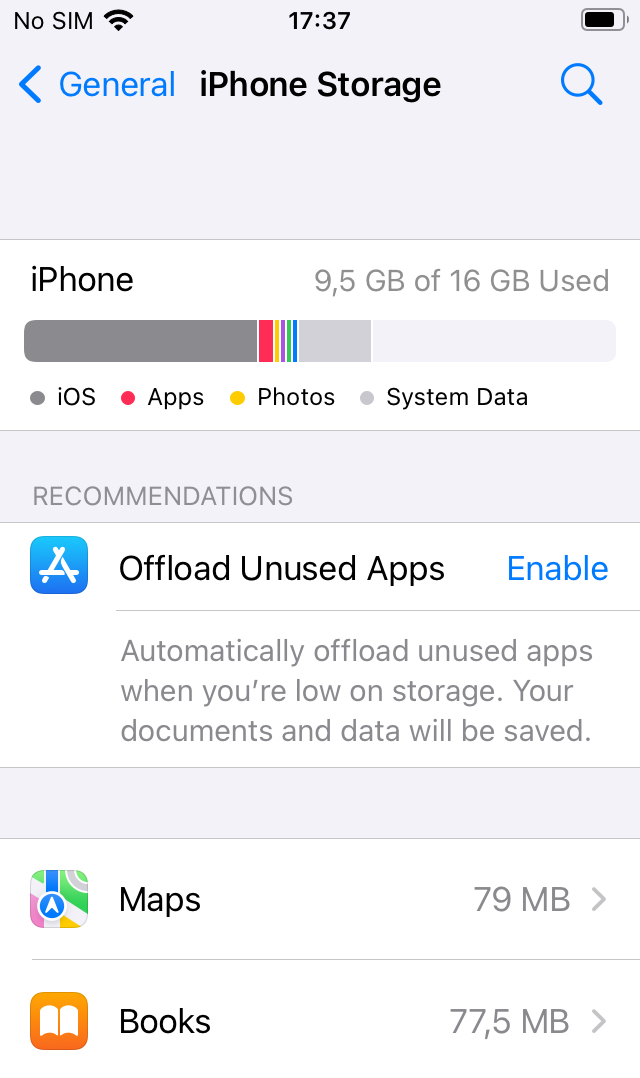 No SIM 17:37
General iPhone Storage
iPhone 9,5 GB of 16 GB Used
iOS Apps Photos System Data
RECOMMENDATIONS
Offload Unused Apps Enable
Automatically offload unused apps
when you’re low on storage. Your
documents and data will be saved.
Maps 79 MB
Books 77,5 MB